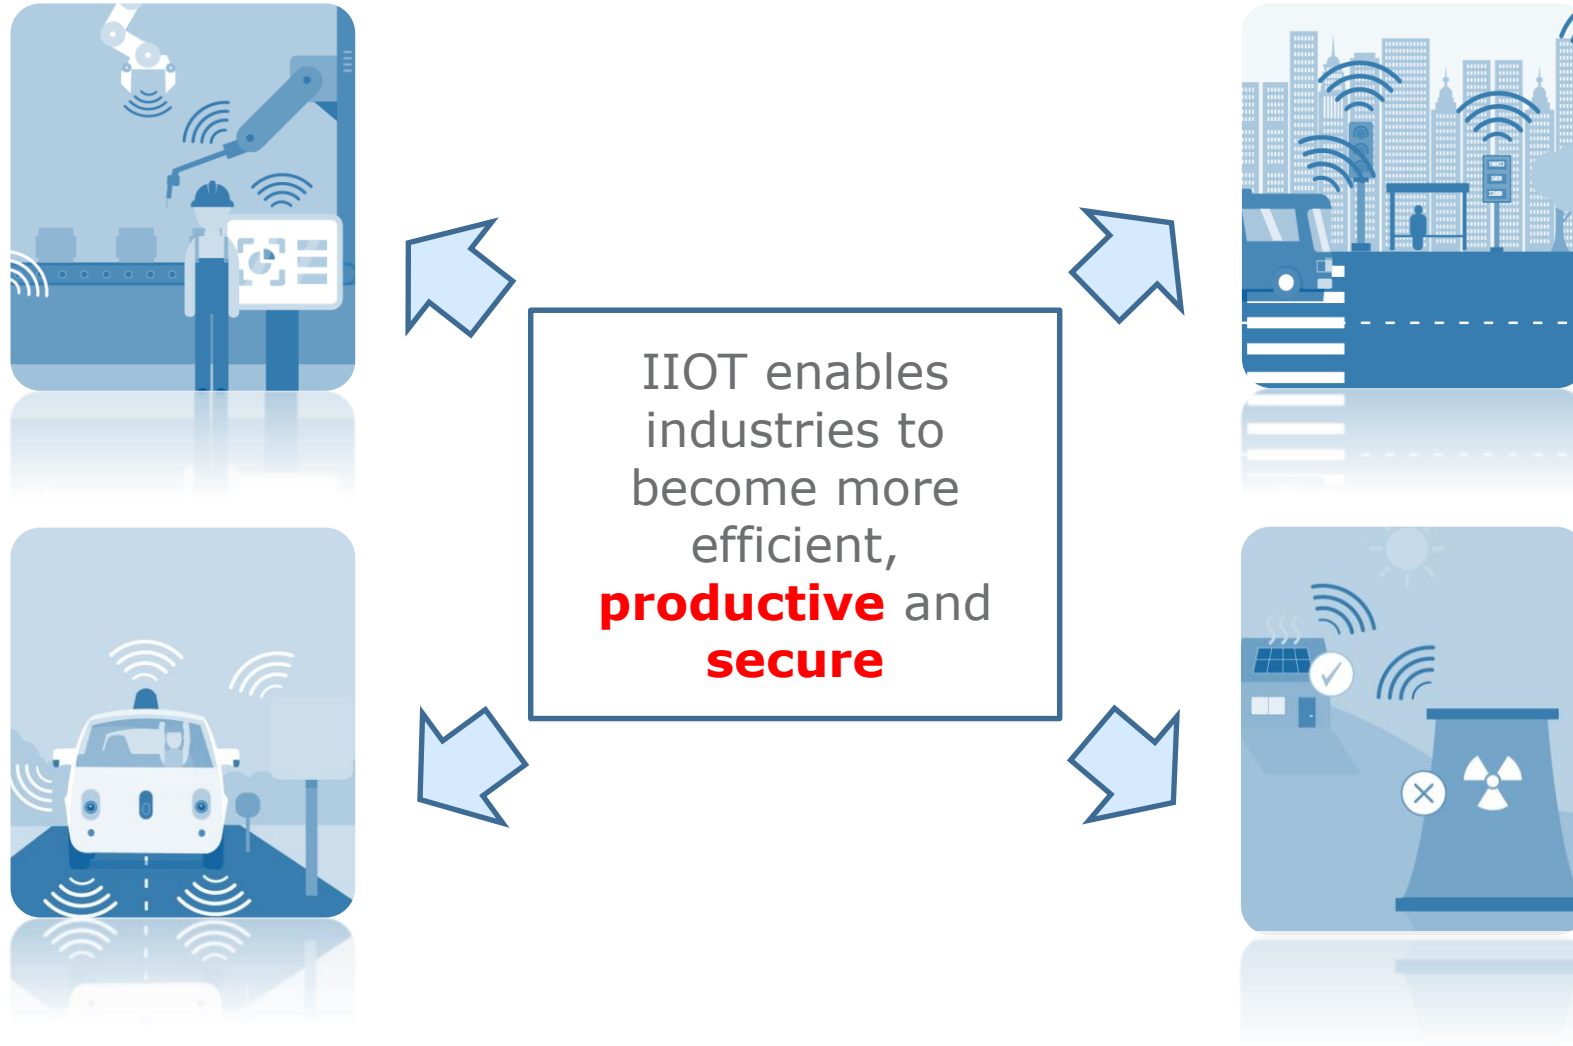 IIOT enables
industries to
become more
efficient,
productive and
secure